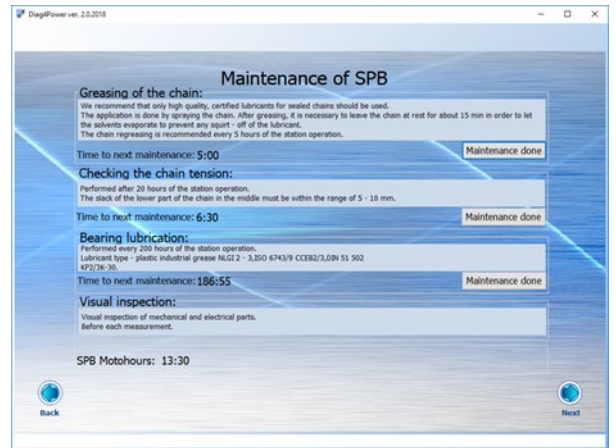 Diag4Power ver. 2.0.2018
Maintenance of SPB
Greasing of the chain:
We recommend that only high quality, certified lubricants for sealed chains should be used.
The application is done by spraying the chain. After greasing, it is necessary to leave the chain at rest for about 15 min in order to let
the solvents evaporate to prevent any squirt - off of the lubricant.
The chain regreasing is recommended every 5 hours of the station operation.
Time to next maintenance: 5:00
Maintenance done
Checking the chain tension:
Performed after 20 hours of the station operation.
The slack of the lower part of the chain in the middle must be within the range of 5 - 10 mm.
Time to next maintenance: 6:30
Maintenance done
Bearing lubrication:
Performed every 200 hours of the station operation.
Lubricant type - plastic industrial grease NLGI 2 - 3,ISO 6743/9 CCEB2/3,DIN 51 502
KP2/3K-30.
Time to next maintenance: 186:55
Maintenance done
Visual inspection:
Visual inspection of mechanical and electrical parts.
Before each measurement.
SPB Motohours: 13:30
Back
Next